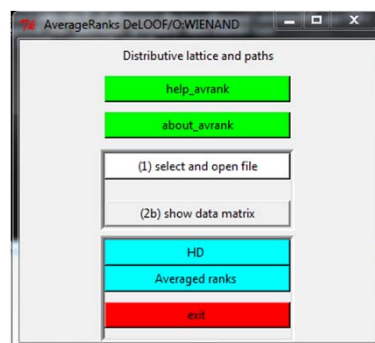 AverageRanks DeLOOF/O:WIENAND
Distributive lattice and paths
help_avrank
about_avrank
(1) select and open file
(2b) show data matrix
HD
Averaged ranks
exit